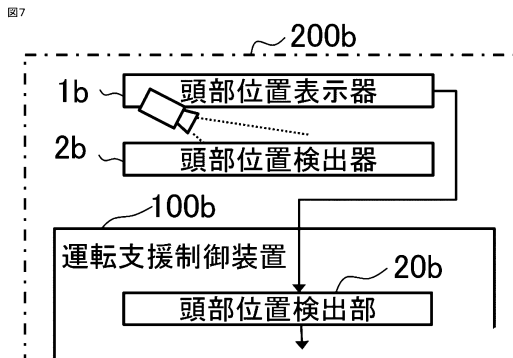 図7
200b
1b
頭部位置表示器
2b
頭部位置検出器
100b
運転支援制御装置
20b
頭部位置検出部